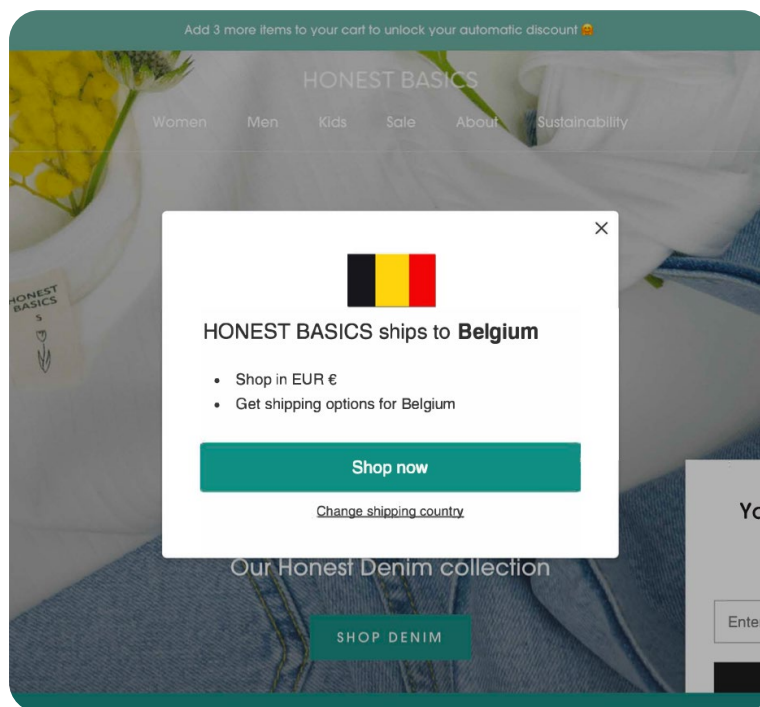 Add 3 more items to your cart to unlock your automatic discount 🤗
HONEST BASICS
Women Men Kids Sale About Sustainability
HONEST
BASICS
S
HONEST BASICS ships to Belgium
• Shop in EUR €
• Get shipping options for Belgium
Shop now
Change shipping country
Our Honest Denim collection
SHOP DENIM
Yo
Ente